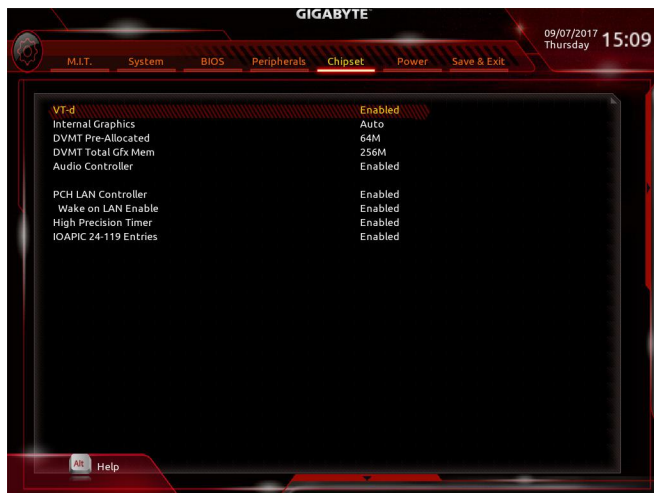 GIGABYTE™
09/07/2017 15:09
Thursday
M.I.T. System BIOS Peripherals Chipset Power Save & Exit
VT-d Enabled
Internal Graphics Auto
DVMT Pre-Allocated 64M
DVMT Total Gfx Mem 256M
Audio Controller Enabled
PCH LAN Controller Enabled
Wake on LAN Enable Enabled
High Precision Timer Enabled
IOAPIC 24-119 Entries Enabled
Alt Help